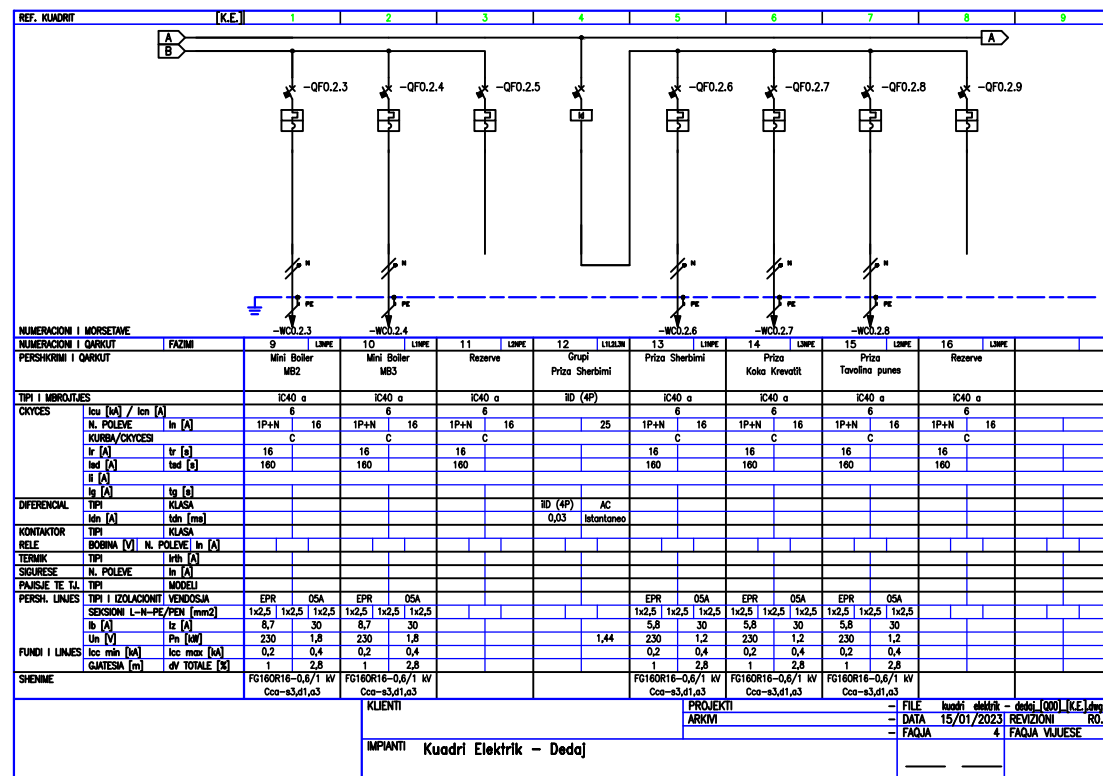 REF. KUADRIT [K.E.] 1 2 3 4 5 6 7 8 9
A A
B
-QF0.2.3 -QF0.2.4 -QF0.2.5 -QF0.2.6 -QF0.2.7 -QF0.2.8 -QF0.2.9
N N N N N
PE PE PE PE PE
NUMERACIONI I MORSETAVE -WC0.2.3 -WC0.2.4 -WC0.2.6 -WC0.2.7 -WC0.2.8
NUMERACIONI I QARKUT FAZIMI 9 L3NPE 10 L1NPE 11 L2NPE 12 L1L2L3N 13 L1NPE 14 L3NPE 15 L2NPE 16 L3NPE
PERSHKRIMI I QARKUT Mini Boiler Mini Boiler Rezerve Grupi Priza Sherbimi Priza Priza Rezerve
MB2 MB3 Priza Sherbimi Koka Krevatit Tavolina punes
TIPI I MBROJTJES iC40 a iC40 a iC40 a iID (4P) iC40 a iC40 a iC40 a iC40 a
CKYCES Icu [kA] / Icn [A] 6 6 6 6 6 6 6
N. POLEVE In [A] 1P+N 16 1P+N 16 1P+N 16 25 1P+N 16 1P+N 16 1P+N 16 1P+N 16
KURBA/CKYCESI C C C C C C C
Ir [A] tr [s] 16 16 16 16 16 16 16
Isd [A] tsd [s] 160 160 160 160 160 160 160
Ii [A]
Ig [A] tg [s]
DIFERENCIAL TIPI KLASA iID (4P) AC
Idn [A] tdn [ms] 0,03 Istantaneo
KONTAKTOR TIPI KLASA
RELE BOBINA [V] N. POLEVE In [A]
TERMIK TIPI Irth [A]
SIGURESE N. POLEVE In [A]
PAJISJE TE TJ. TIPI MODELI
PERSH. LINJES TIPI I IZOLACIONIT VENDOSJA EPR 05A EPR 05A EPR 05A EPR 05A EPR 05A
SEKSIONI L-N-PE/PEN [mm2] 1x2,5 1x2,5 1x2,5 1x2,5 1x2,5 1x2,5 1x2,5 1x2,5 1x2,5 1x2,5 1x2,5 1x2,5 1x2,5 1x2,5 1x2,5
Ib [A] Iz [A] 8,7 30 8,7 30 5,8 30 5,8 30 5,8 30
Un [V] Pn [kW] 230 1,8 230 1,8 1,44 230 1,2 230 1,2 230 1,2
FUNDI I LINJES Icc min [kA] Icc max [kA] 0,2 0,4 0,2 0,4 0,2 0,4 0,2 0,4 0,2 0,4
GJATESIA [m] dV TOTALE [%] 1 2,8 1 2,8 1 2,8 1 2,8 1 2,8
SHENIME FG16OR16-0,6/1 kV FG16OR16-0,6/1 kV FG16OR16-0,6/1 kV FG16OR16-0,6/1 kV FG16OR16-0,6/1 kV
Cca-s3,d1,a3 Cca-s3,d1,a3 Cca-s3,d1,a3 Cca-s3,d1,a3 Cca-s3,d1,a3
KLIENTI PROJEKTI - FILE kuadri elektrik - dedaj_[Q00]_[K.E.].dwg
ARKIVI - DATA 15/01/2023 REVIZIONI R0.
- FAQJA 4 FAQJA VIJUESE
IMPIANTI Kuadri Elektrik - Dedaj